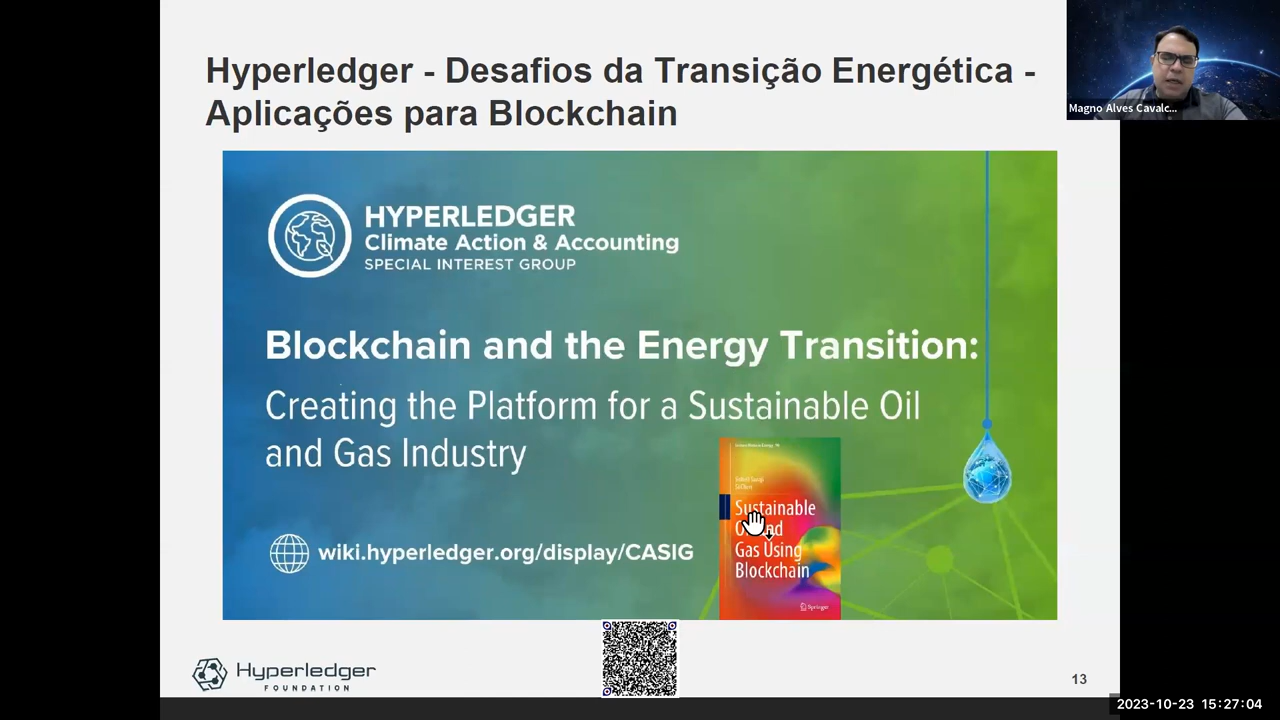 Hyperledger - Desafios da Transição Energética -
Aplicações para Blockchain
Magno Alves Cavalc...
HYPERLEDGER
Climate Action & Accounting
SPECIAL INTEREST GROUP
Blockchain and the Energy Transition:
Creating the Platform for a Sustainable Oil
and Gas Industry
Sustainable
and
Gas Using
Blockchain
Springer
wiki.hyperledger.org/display/CASIG
Hyperledger
FOUNDATION
13
2023-10-23 15:27:04